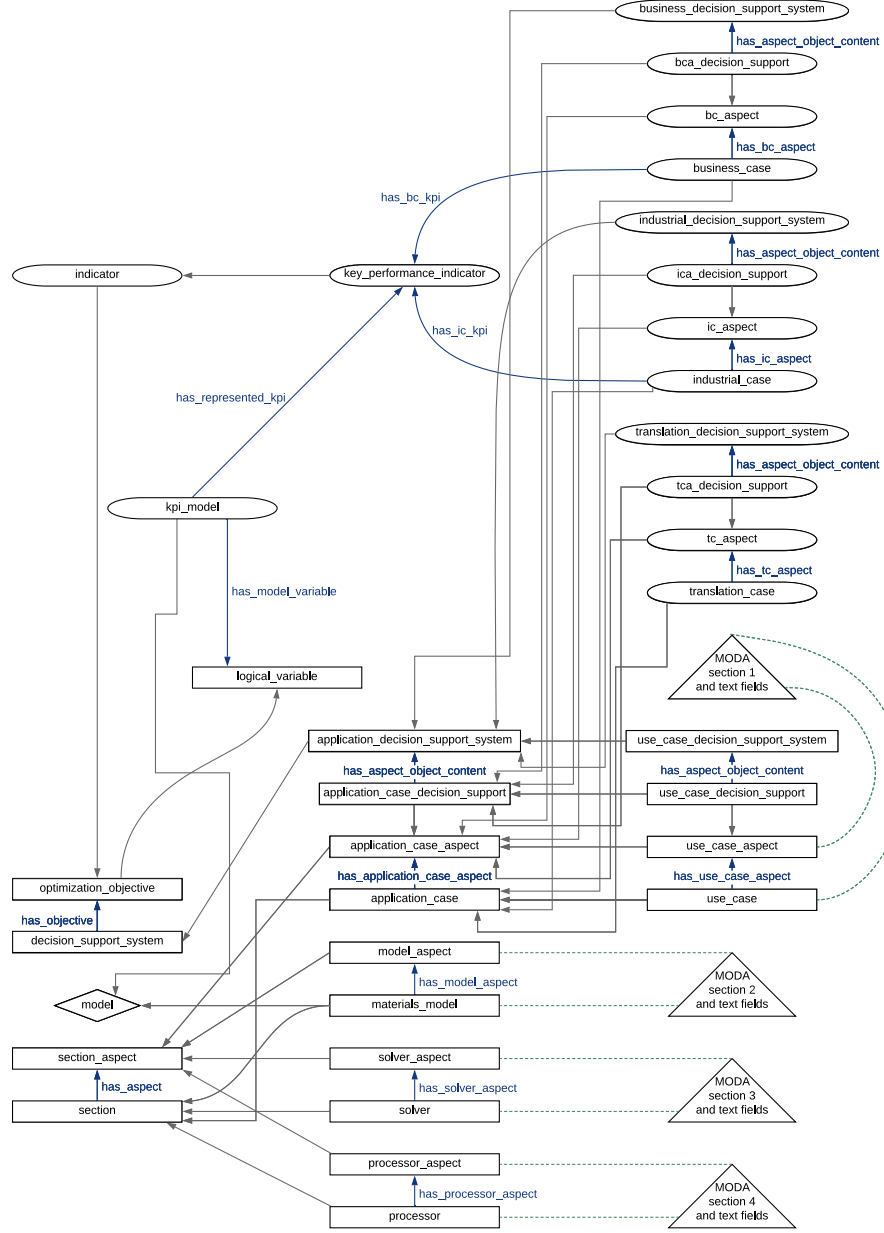 business_decision_support_system
has_aspect_object_content
bca_decision_support
bc_aspect
has_bc_aspect
business_case
has_bc_kpi
industrial_decision_support_system
has_aspect_object_content
indicator
key_performance_indicator
ica_decision_support
ic_aspect
has_ic_kpi
has_ic_aspect
industrial_case
has_represented_kpi
translation_decision_support_system
has_aspect_object_content
tca_decision_support
kpi_model
tc_aspect
has_tc_aspect
has_model_variable
translation_case
MODA
section 1
and text fields
logical_variable
application_decision_support_system
use_case_decision_support_system
has_aspect_object_content
has_aspect_object_content
application_case_decision_support
use_case_decision_support
application_case_aspect
use_case_aspect
has_application_case_aspect
has_use_case_aspect
optimization_objective
application_case
use_case
has_objective
decision_support_system
model_aspect
has_model_aspect
MODA
section 2
and text fields
model
materials_model
section_aspect
solver_aspect
has_aspect
has_solver_aspect
MODA
section 3
and text fields
section
solver
processor_aspect
has_processor_aspect
MODA
section 4
and text fields
processor